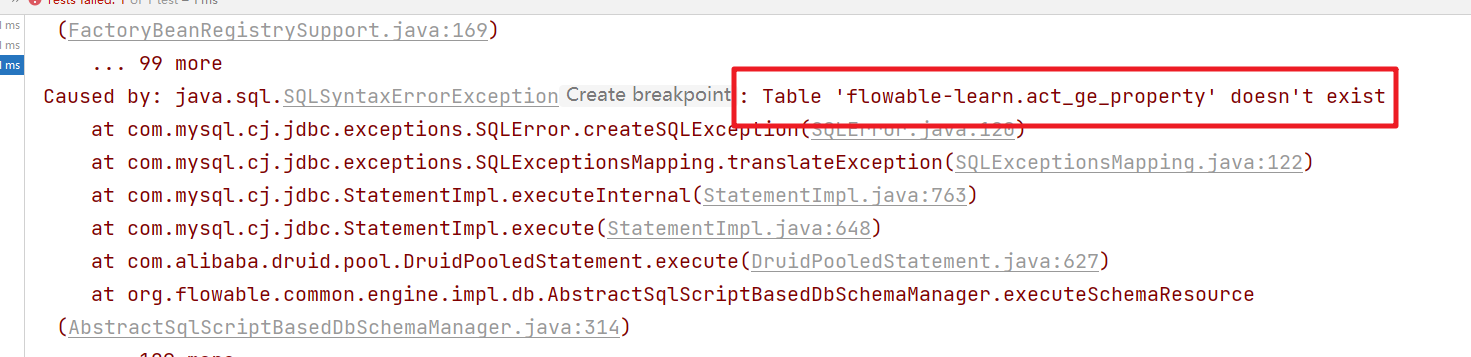 Tests failed: 1 of 1 test – 1 ms
(FactoryBeanRegistrySupport.java:169)
1 ms
1 ms
... 99 more
1 ms
Caused by: java.sql.SQLSyntaxErrorException Create breakpoint : Table 'flowable-learn.act_ge_property' doesn't exist
at com.mysql.cj.jdbc.exceptions.SQLError.createSQLException(SQLError.java:120)
at com.mysql.cj.jdbc.exceptions.SQLExceptionsMapping.translateException(SQLExceptionsMapping.java:122)
at com.mysql.cj.jdbc.StatementImpl.executeInternal(StatementImpl.java:763)
at com.mysql.cj.jdbc.StatementImpl.execute(StatementImpl.java:648)
at com.alibaba.druid.pool.DruidPooledStatement.execute(DruidPooledStatement.java:627)
at org.flowable.common.engine.impl.db.AbstractSqlScriptBasedDbSchemaManager.executeSchemaResource
(AbstractSqlScriptBasedDbSchemaManager.java:314)